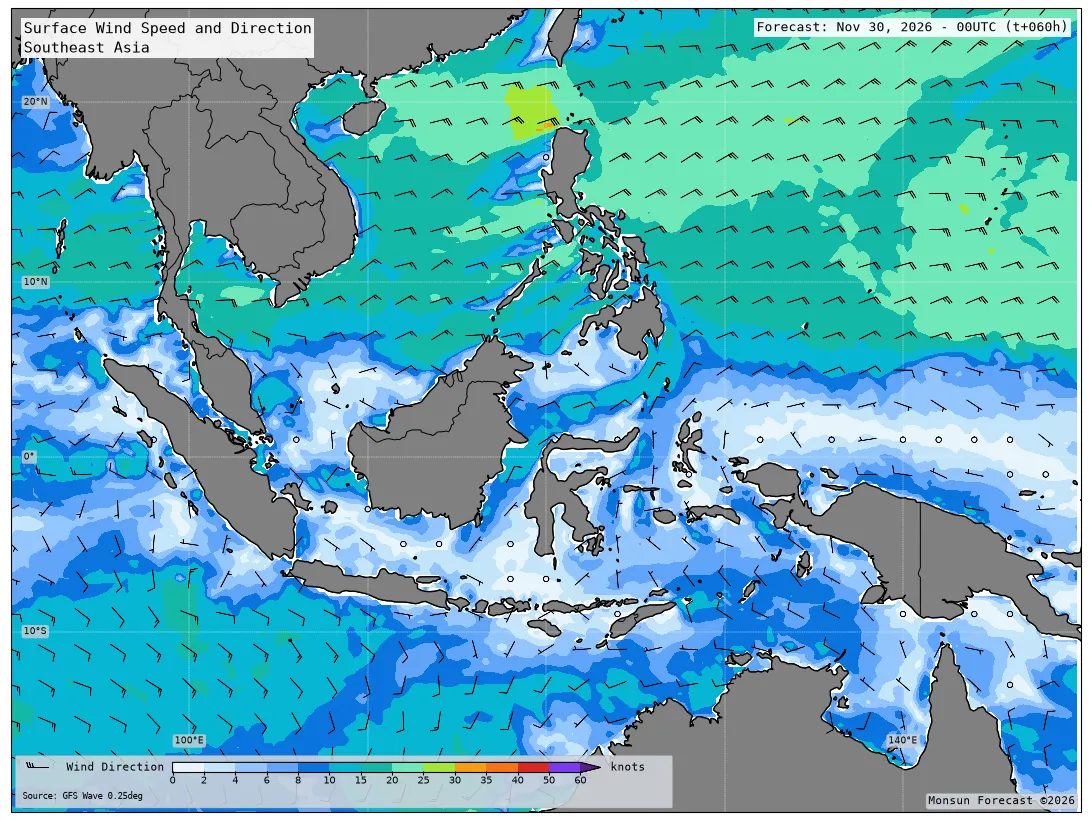 Surface Wind Speed and Direction
Southeast Asia
Forecast: Nov 30, 2026 - 00UTC (t+060h)
20°N
10°N
0°
10°S
100°E
140°E
Wind Direction
0 2 4 6 8 10 15 20 25 30 35 40 50 60
knots
Source: GFS Wave 0.25deg
Monsun Forecast ©2026